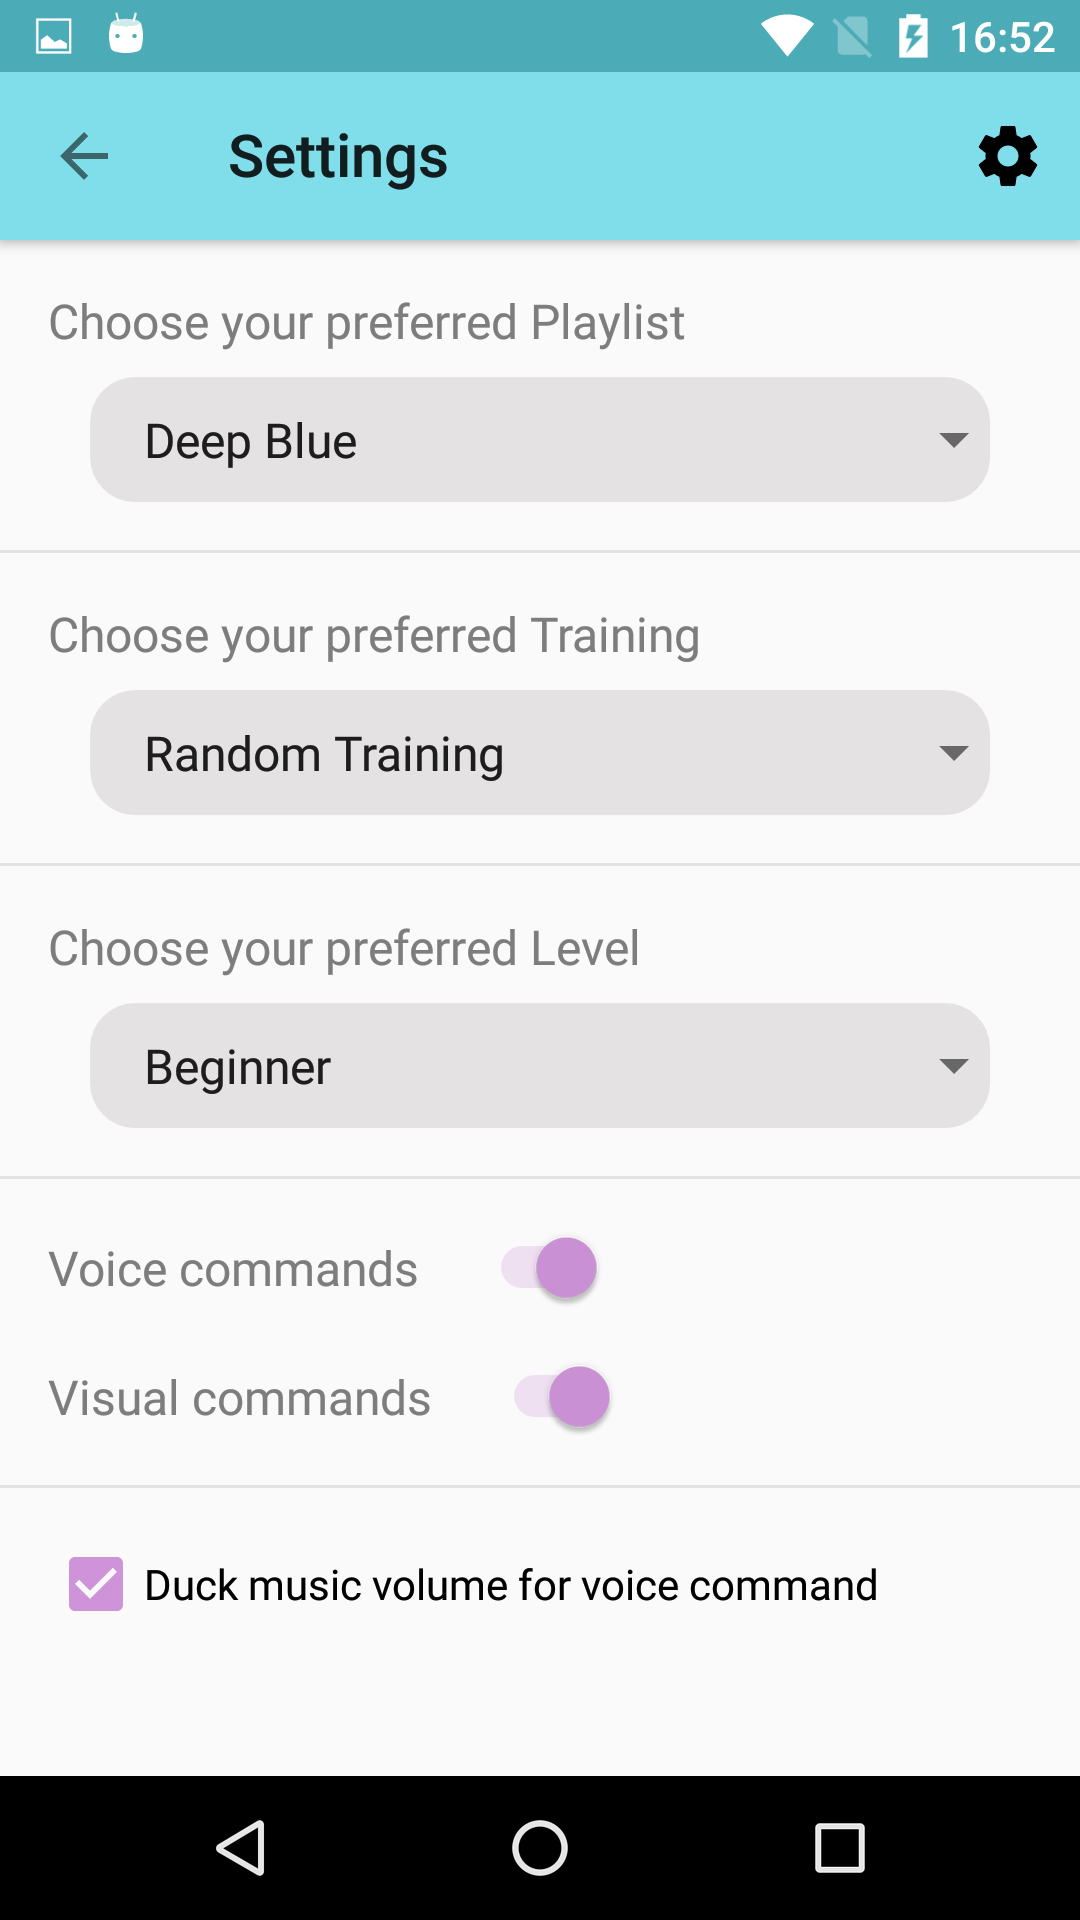 16:52
Settings
Choose your preferred Playlist
Deep Blue
Choose your preferred Training
Random Training
Choose your preferred Level
Beginner
Voice commands
Visual commands
Duck music volume for voice command